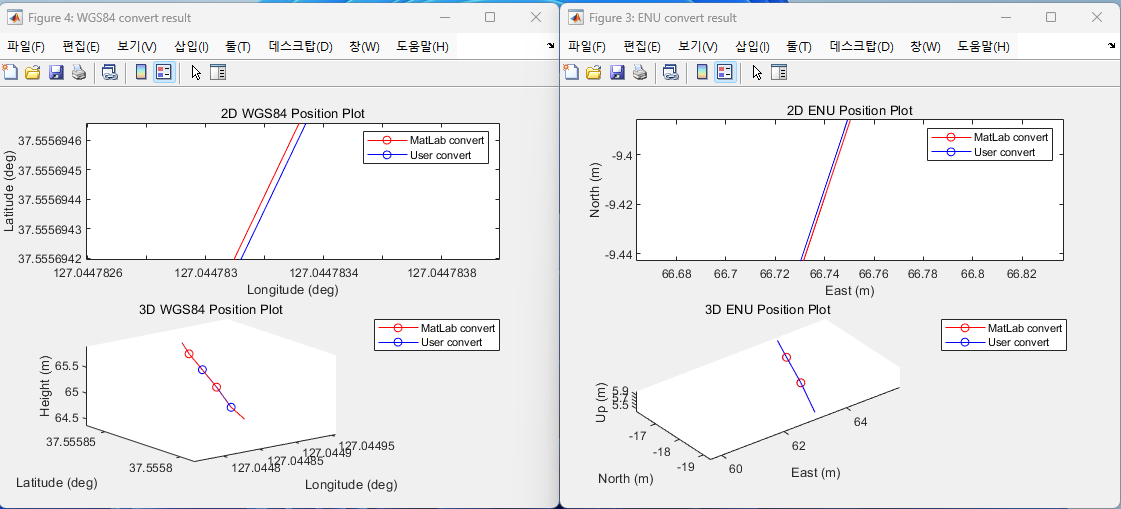 Figure 4: WGS84 convert result
파일(F) 편집(E) 보기(V) 삽입(I) 툴(T) 데스크탑(D) 창(W) 도움말(H)
2D WGS84 Position Plot
MatLab convert
User convert
37.5556946
37.5556945
37.5556944
37.5556943
37.5556942
Latitude (deg)
127.0447826 127.044783 127.0447834 127.0447838
Longitude (deg)
3D WGS84 Position Plot
MatLab convert
User convert
65.5
65
64.5
Height (m)
37.55585
37.5558
127.0448 127.04485 127.0449 127.04495
Latitude (deg)
Longitude (deg)
Figure 3: ENU convert result
파일(F) 편집(E) 보기(V) 삽입(I) 툴(T) 데스크탑(D) 창(W) 도움말(H)
2D ENU Position Plot
MatLab convert
User convert
-9.4
-9.42
-9.44
North (m)
66.68 66.7 66.72 66.74 66.76 66.78 66.8 66.82
East (m)
3D ENU Position Plot
MatLab convert
User convert
5.9
5.7
5.5
Up (m)
-17
-18
-19
60 62 64
North (m)
East (m)